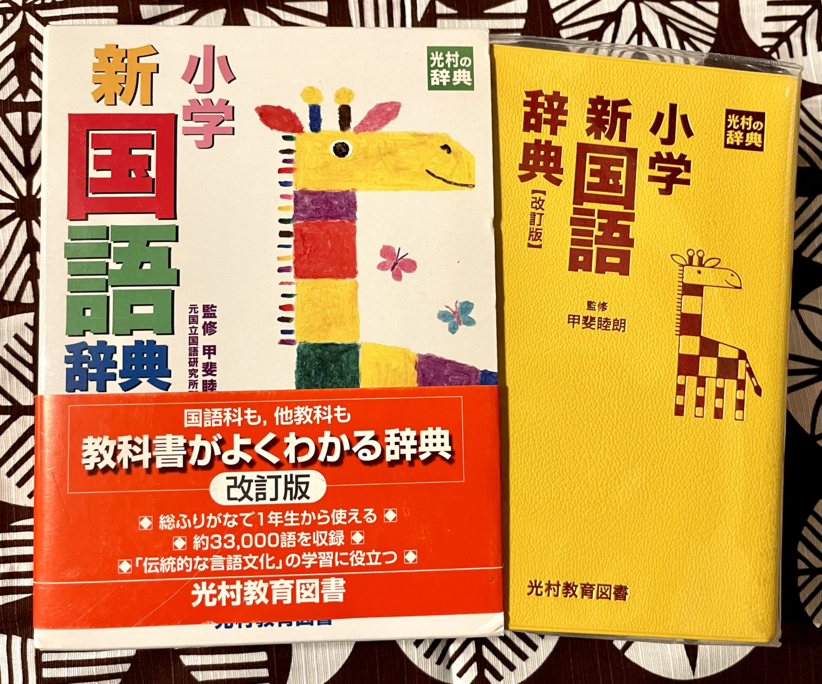 光村の
辞典
小学
新
国
語
辞典
監修 甲斐睦
元国立国語研究所
国語科も,他教科も
教科書がよくわかる辞典
改訂版
◆ 総ふりがなで1年生から使える ◆
◆ 約33,000語を収録 ◆
◆「伝統的な言語文化」の学習に役立つ ◆
光村教育図書
光村教育図書
光村の
辞典
小学
新国語
辞典
【改訂版】
監修
甲斐睦朗
光村教育図書